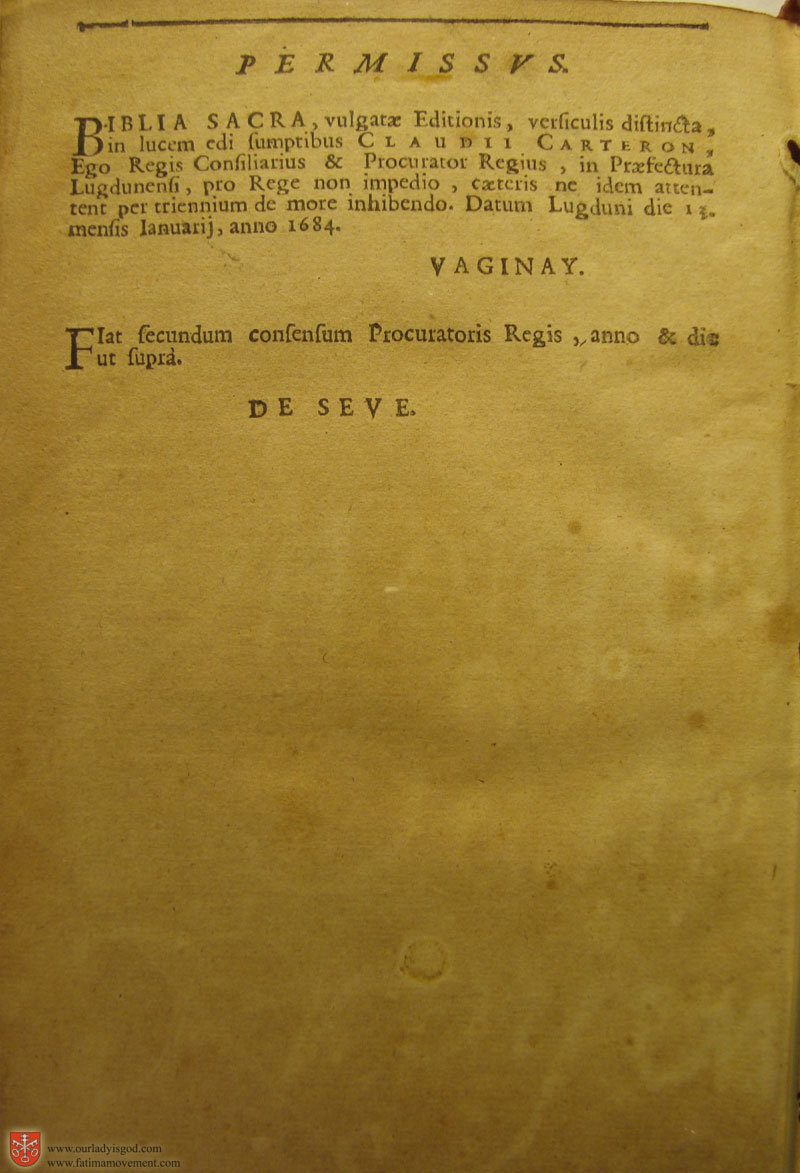 PERMISSVS.
BIBLIA SACRA, vulgatæ Editionis, verſiculis diſtincta,
in lucem edi ſumptibus CLAUDII CARTERON,
Ego Regis Conſiliarius & Procurator Regius, in Præfecturâ
Lugdunenſi, pro Rege non impedio, cæteris ne idem atten-
tent per triennium de more inhibendo. Datum Lugduni die
menſis Ianuarij, anno 1684.
VAGINAY.
FIat ſecundum conſenſum Procuratoris Regis, anno & die
ut ſuprà.
DE SEVE.
www.ourladyisgod.com
www.fatimamovement.com